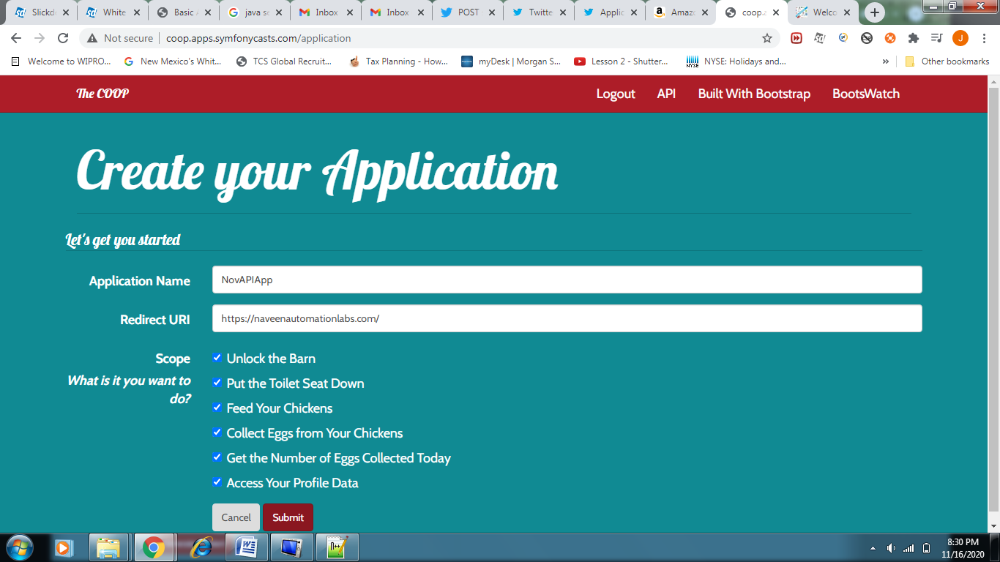 Slickd
White
Basic A
java se
Inbox
Inbox
POST
Twitte
Applic
Amazo
coop.a
Welco
Not secure
coop.apps.symfonycasts.com/application
J
Welcome to WIPRO...
New Mexico's Whit...
TCS Global Recruit...
Tax Planning - How...
myDesk | Morgan S...
Lesson 2 - Shutter...
NYSE
NYSE: Holidays and...
»
Other bookmarks
The COOP
Logout
API
Built With Bootstrap
BootsWatch
Create your Application
Let's get you started
Application Name
NovAPIApp
Redirect URI
https://naveenautomationlabs.com/
Scope
What is it you want to
do?
Unlock the Barn
Put the Toilet Seat Down
Feed Your Chickens
Collect Eggs from Your Chickens
Get the Number of Eggs Collected Today
Access Your Profile Data
Cancel
Submit
8:30 PM
11/16/2020